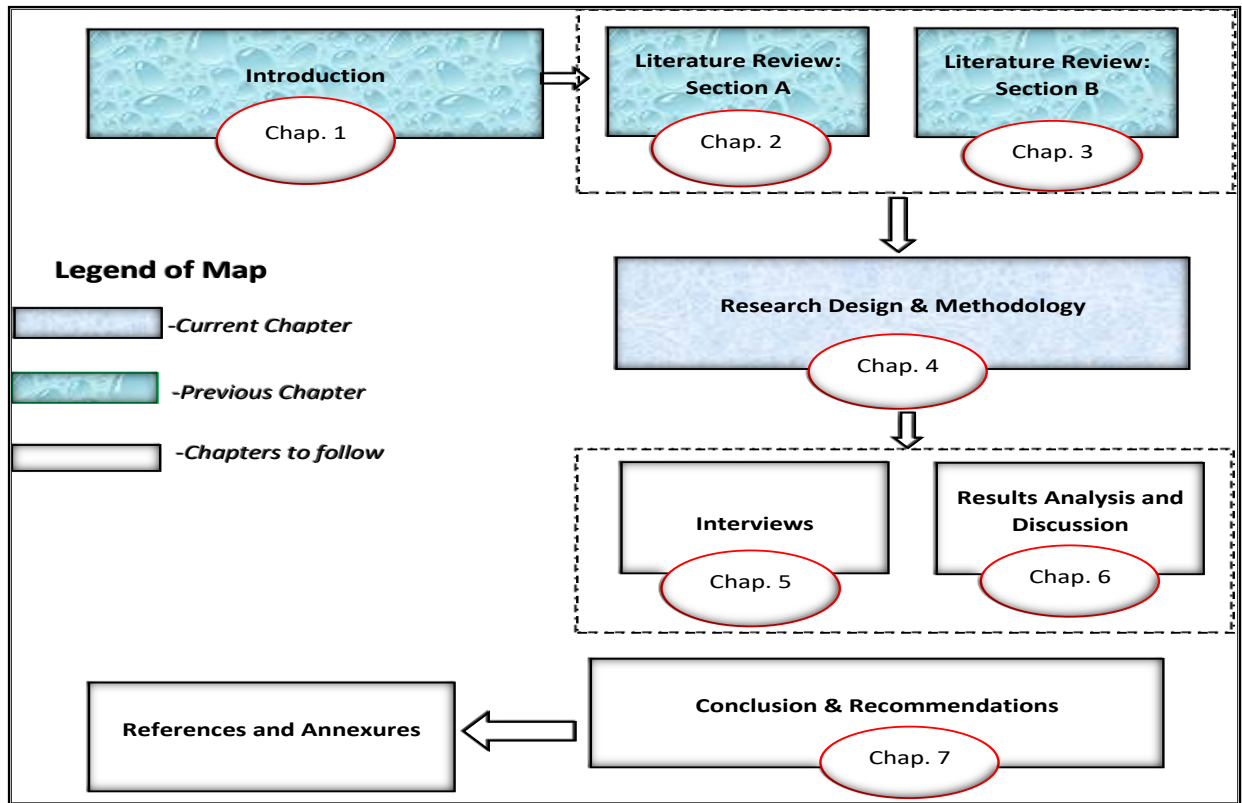 Introduction
Chap. 1
Literature Review:
Section A
Chap. 2
Literature Review:
Section B
Chap. 3
Legend of Map
-Current Chapter
-Previous Chapter
-Chapters to follow
Research Design & Methodology
Chap. 4
Interviews
Chap. 5
Results Analysis and
Discussion
Chap. 6
Conclusion & Recommendations
Chap. 7
References and Annexures